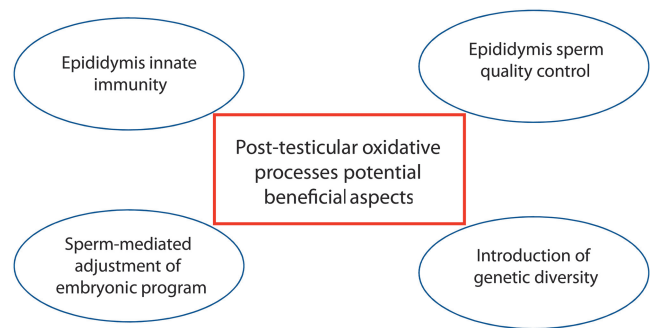 Epididymis innate
immunity
Epididymis sperm
quality control
Post-testicular oxidative
processes potential
beneficial aspects
Sperm-mediated
adjustment of
embryonic program
Introduction of
genetic diversity